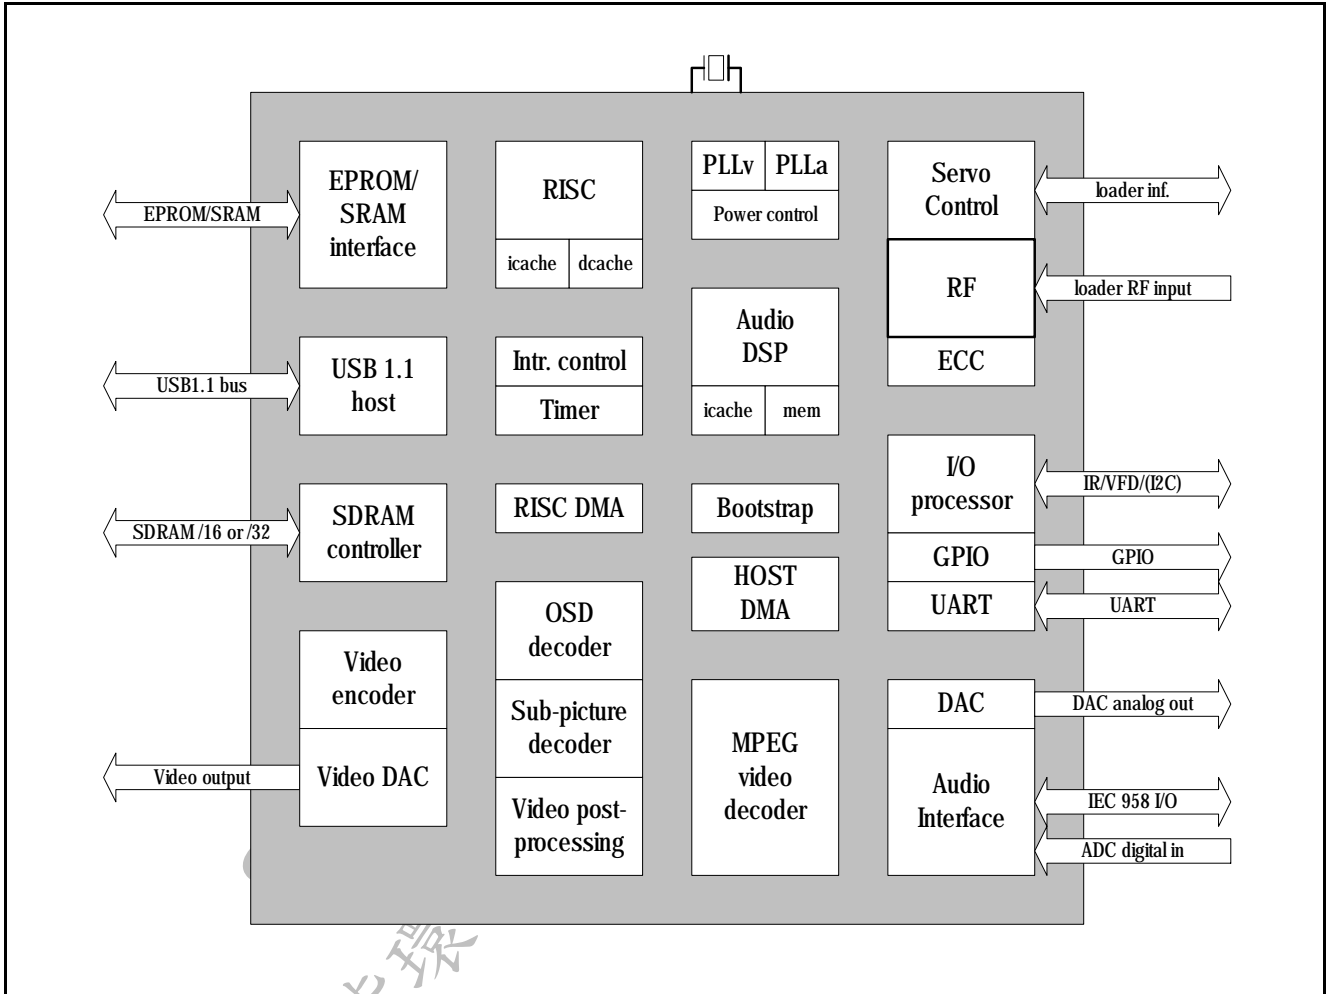 EPROM/SRAM
USB1.1 bus
SDRAM /16 or /32
Video output
EPROM/
SRAM
interface
USB 1.1
host
SDRAM
controller
Video
encoder
Video DAC
RISC
icache
dcache
Intr. control
Timer
RISC DMA
OSD
decoder
Sub-picture
decoder
Video post-
processing
PLLv
PLLa
Power control
Audio
DSP
icache
mem
Bootstrap
HOST
DMA
MPEG
video
decoder
Servo
Control
RF
ECC
I/O
processor
GPIO
UART
DAC
Audio
Interface
loader inf.
loader RF input
IR/VFD/(I2C)
GPIO
UART
DAC analog out
IEC 958 I/O
ADC digital in
環